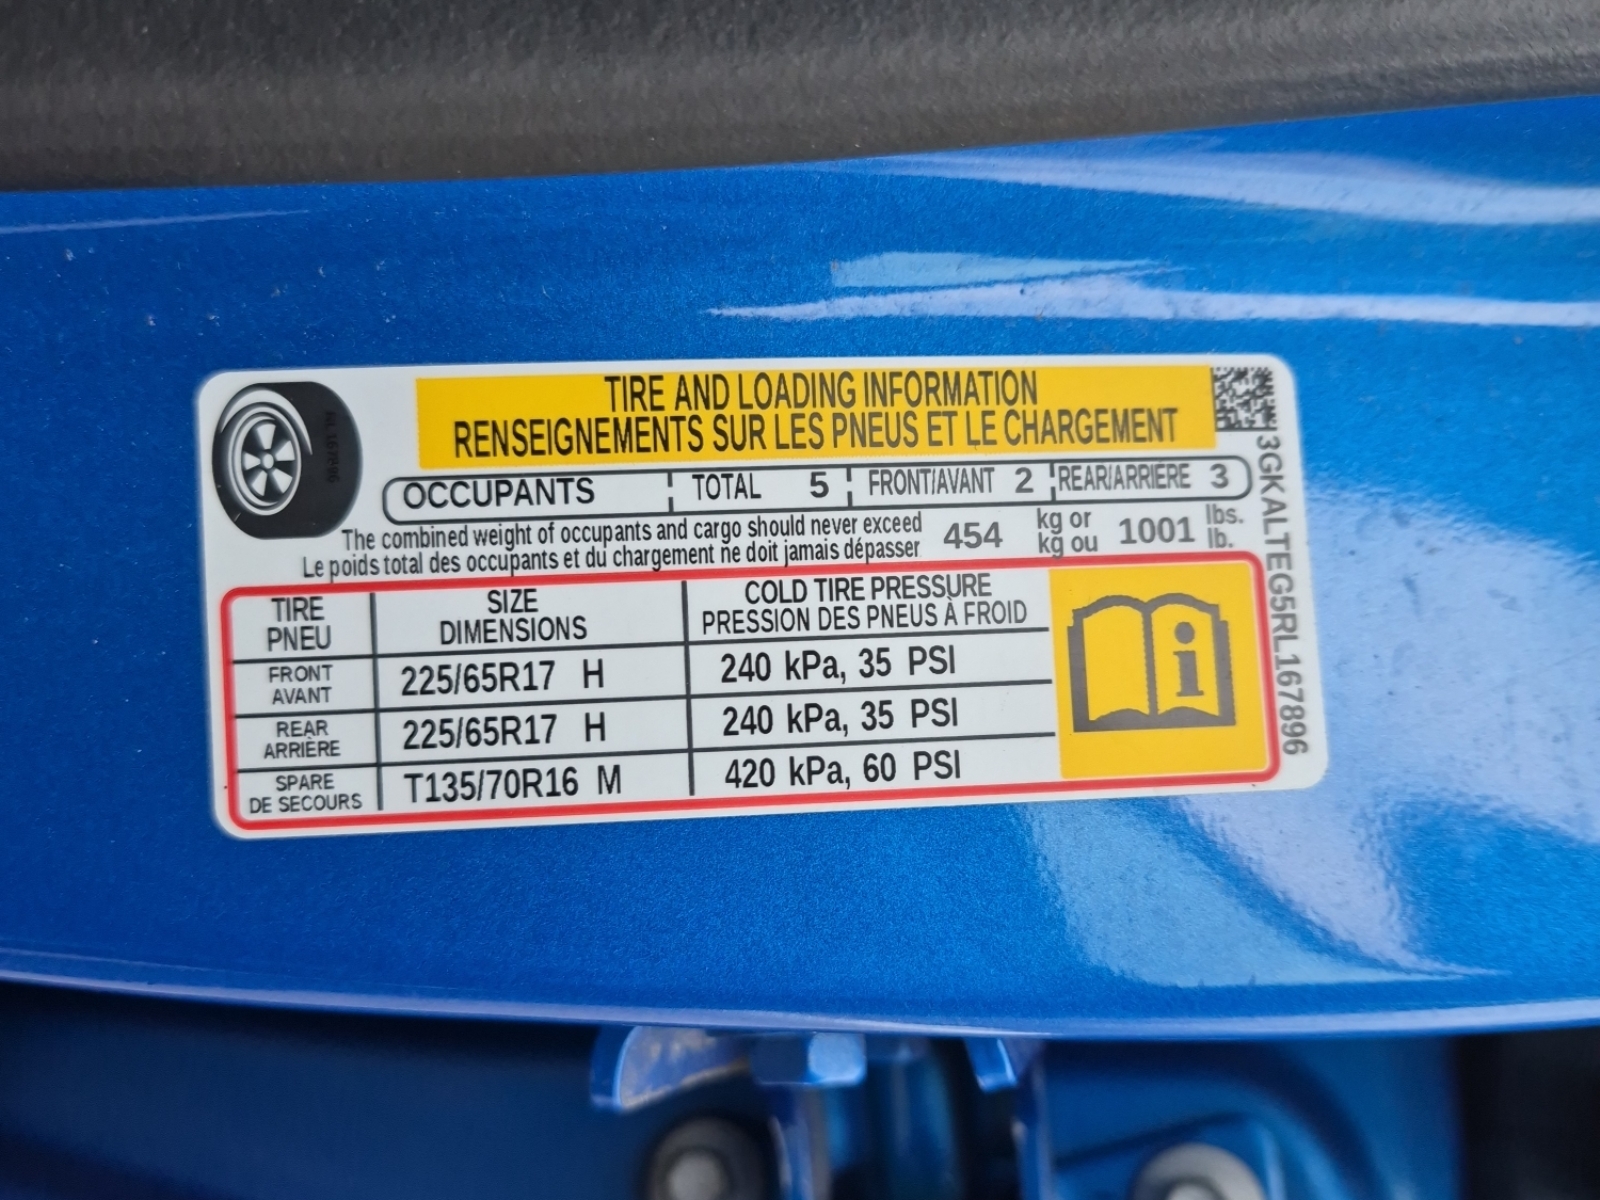 TIRE AND LOADING INFORMATION
RENSEIGNEMENTS SUR LES PNEUS ET LE CHARGEMENT
OCCUPANTS TOTAL 5 FRONT/AVANT 2 REAR/ARRIÈRE 3
The combined weight of occupants and cargo should never exceed 454 kg or 1001 lbs.
Le poids total des occupants et du chargement ne doit jamais dépasser kg ou lb.
TIRE SIZE COLD TIRE PRESSURE
PNEU DIMENSIONS PRESSION DES PNEUS À FROID
FRONT
AVANT 225/65R17 H 240 kPa, 35 PSI
REAR
ARRIÈRE 225/65R17 H 240 kPa, 35 PSI
SPARE
DE SECOURS T135/70R16 M 420 kPa, 60 PSI
i
3GKALTEG5RL167896